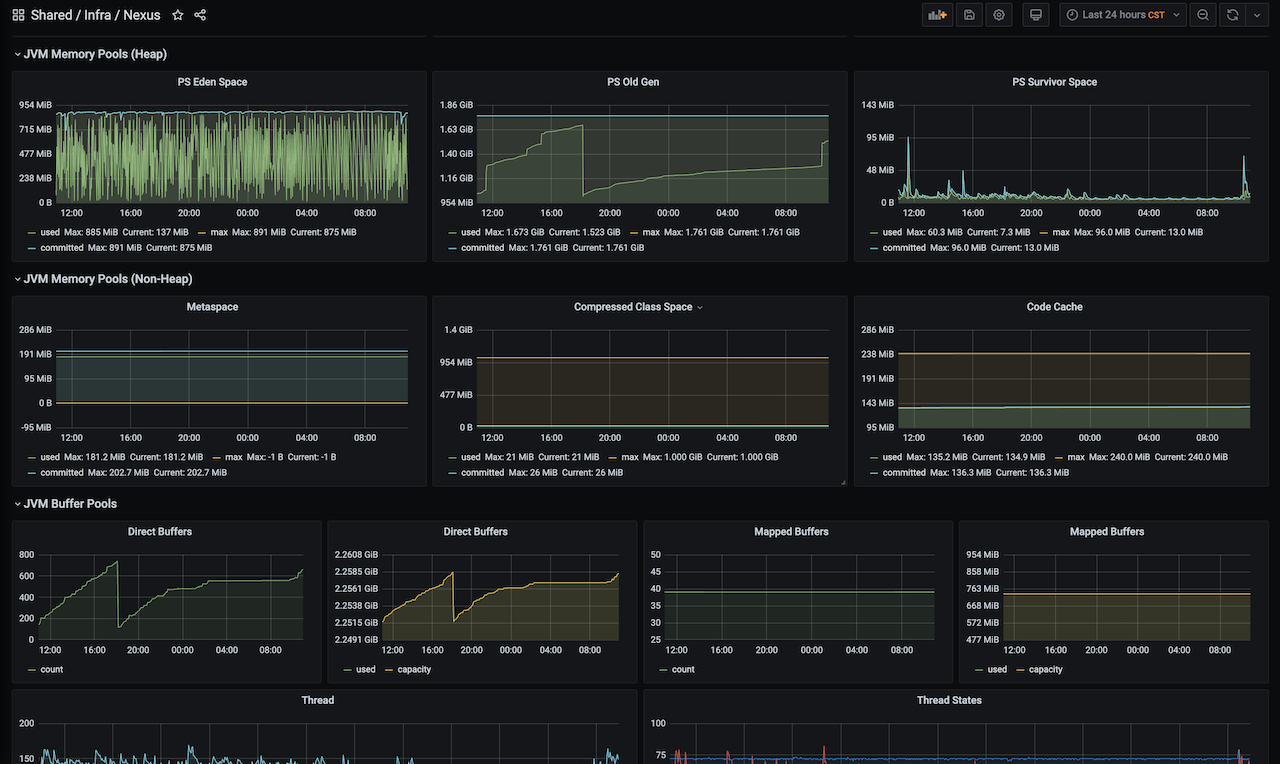 Shared / Infra / Nexus
Last 24 hours CST
JVM Memory Pools (Heap)
PS Eden Space
954 MiB
715 MiB
477 MiB
238 MiB
0 B
12:00 16:00 20:00 00:00 04:00 08:00
used Max: 885 MiB Current: 137 MiB max Max: 891 MiB Current: 875 MiB
committed Max: 891 MiB Current: 875 MiB
PS Old Gen
1.86 GiB
1.63 GiB
1.40 GiB
1.16 GiB
954 MiB
12:00 16:00 20:00 00:00 04:00 08:00
used Max: 1.673 GiB Current: 1.523 GiB max Max: 1.761 GiB Current: 1.761 GiB
committed Max: 1.761 GiB Current: 1.761 GiB
PS Survivor Space
143 MiB
95 MiB
48 MiB
0 B
12:00 16:00 20:00 00:00 04:00 08:00
used Max: 60.3 MiB Current: 7.3 MiB max Max: 96.0 MiB Current: 13.0 MiB
committed Max: 96.0 MiB Current: 13.0 MiB
JVM Memory Pools (Non-Heap)
Metaspace
286 MiB
191 MiB
95 MiB
0 B
-95 MiB
12:00 16:00 20:00 00:00 04:00 08:00
used Max: 181.2 MiB Current: 181.2 MiB max Max: -1 B Current: -1 B
committed Max: 202.7 MiB Current: 202.7 MiB
Compressed Class Space
1.4 GiB
954 MiB
477 MiB
0 B
12:00 16:00 20:00 00:00 04:00 08:00
used Max: 21 MiB Current: 21 MiB max Max: 1.000 GiB Current: 1.000 GiB
committed Max: 26 MiB Current: 26 MiB
Code Cache
286 MiB
238 MiB
191 MiB
143 MiB
95 MiB
12:00 16:00 20:00 00:00 04:00 08:00
used Max: 135.2 MiB Current: 134.9 MiB max Max: 240.0 MiB Current: 240.0 MiB
committed Max: 136.3 MiB Current: 136.3 MiB
JVM Buffer Pools
Direct Buffers
800
600
400
200
0
12:00 16:00 20:00 00:00 04:00 08:00
count
Direct Buffers
2.2608 GiB
2.2585 GiB
2.2561 GiB
2.2538 GiB
2.2515 GiB
2.2491 GiB
12:00 16:00 20:00 00:00 04:00 08:00
used capacity
Mapped Buffers
50
45
40
35
30
25
12:00 16:00 20:00 00:00 04:00 08:00
count
Mapped Buffers
954 MiB
858 MiB
763 MiB
668 MiB
572 MiB
477 MiB
12:00 16:00 20:00 00:00 04:00 08:00
used capacity
Thread
200
150
Thread States
100
75